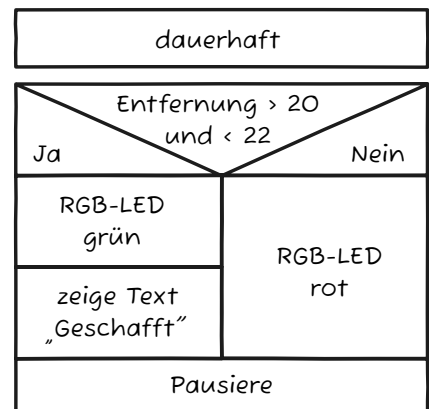 dauerhaft
Entfernung > 20
und < 22
Ja
Nein
RGB-LED
grün
zeige Text
„Geschafft”
RGB-LED
rot
Pausiere